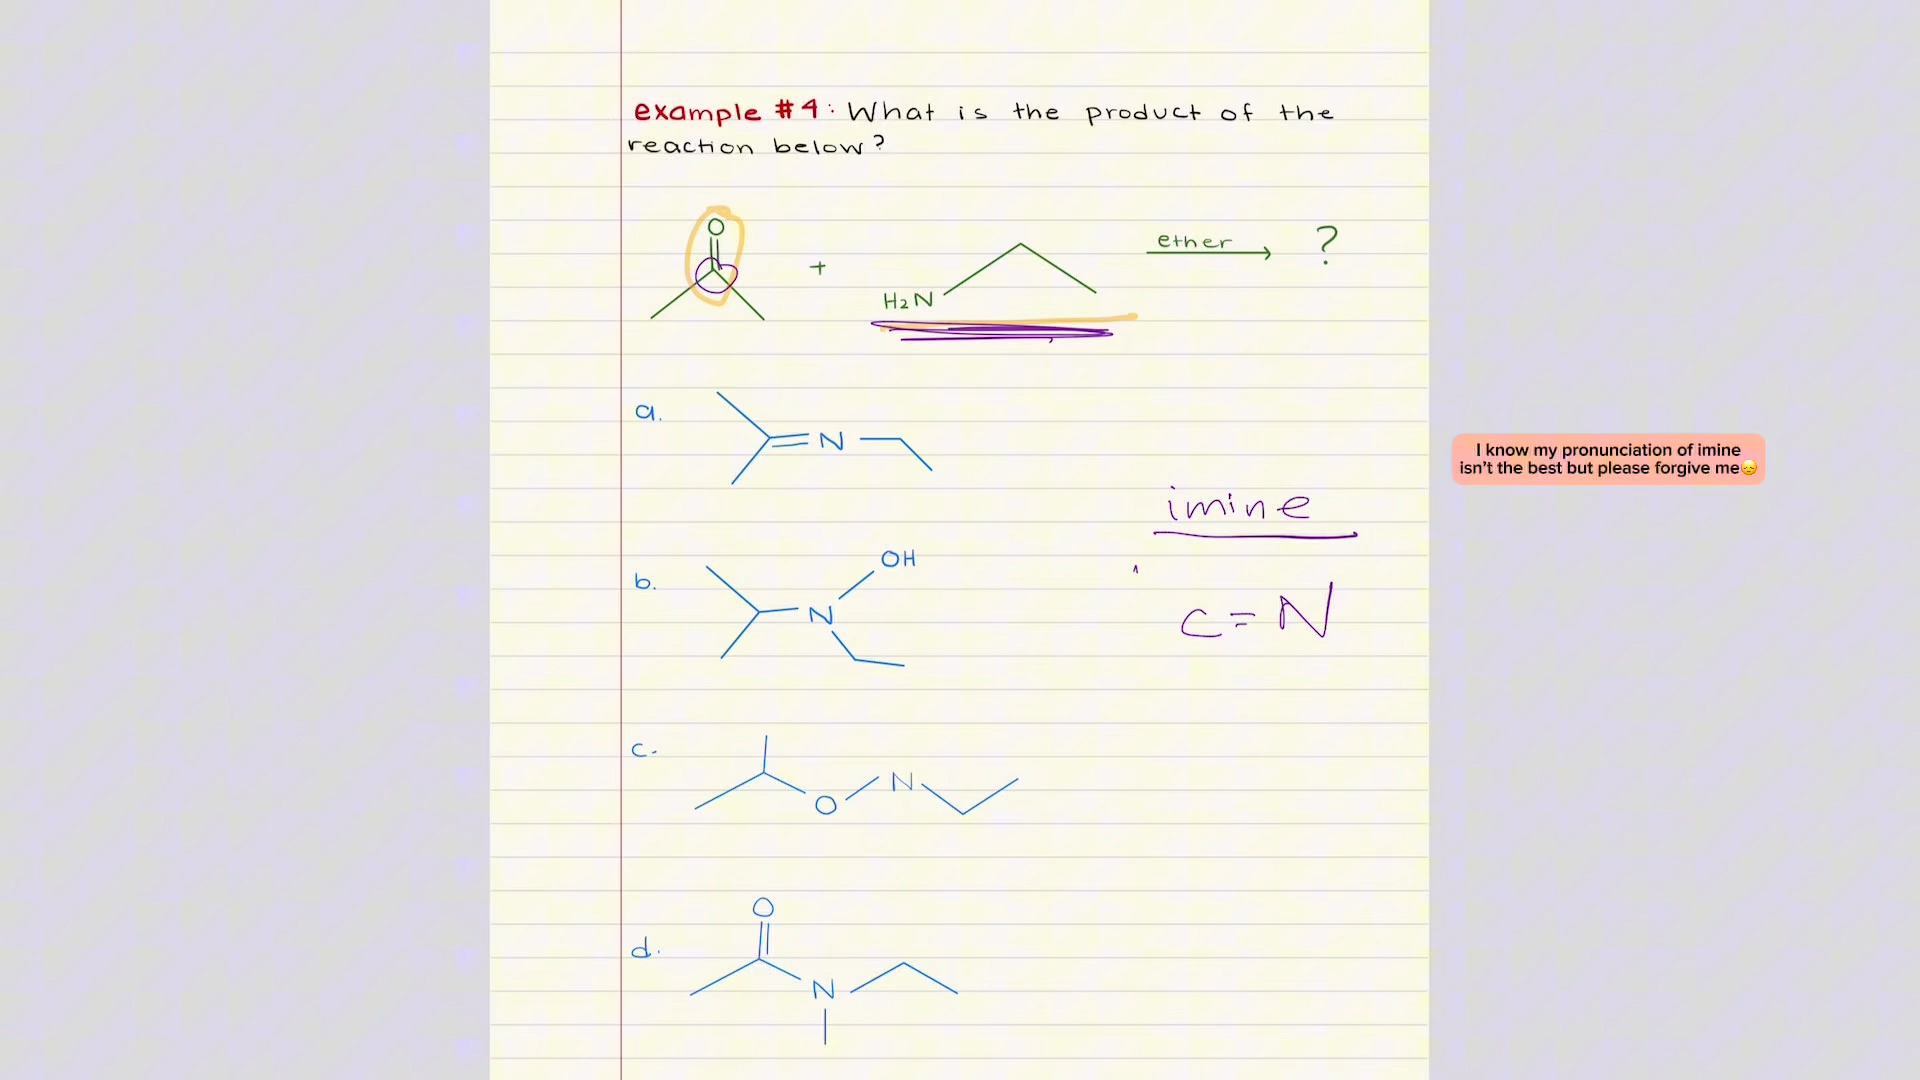 example #4: What is the product of the
reaction below?
O
+
H₂N
ether
?
a.
N
imine
I know my pronunciation of imine
isn't the best but please forgive me😔
b.
OH
N
C=N
c.
O
N
d.
O
N